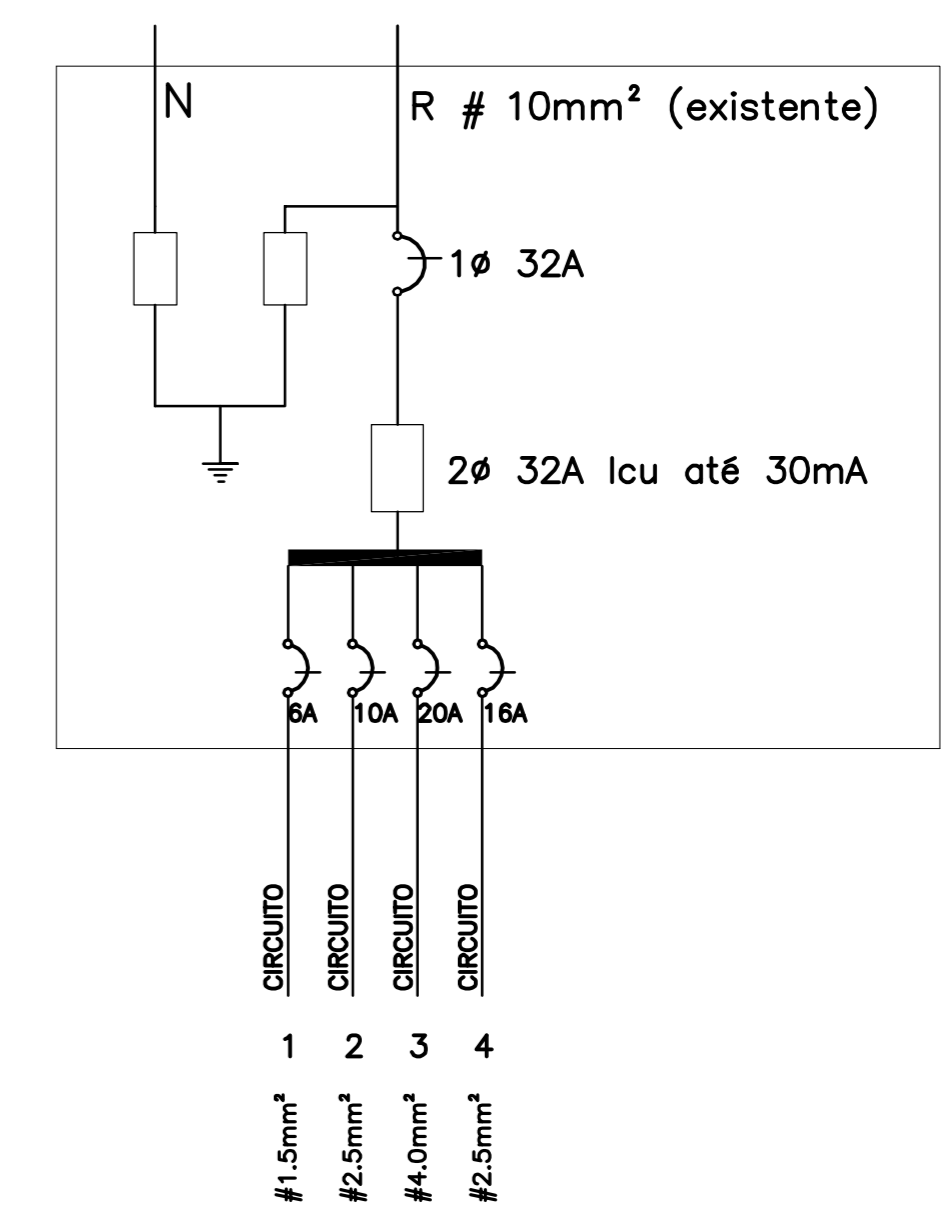 N
R # 10mm² (existente)
1ø 32A
2ø 32A Icu até 30mA
6A 10A 20A 16A
CIRCUITO CIRCUITO CIRCUITO CIRCUITO
1 2 3 4
#1.5mm² #2.5mm² #4.0mm² #2.5mm²